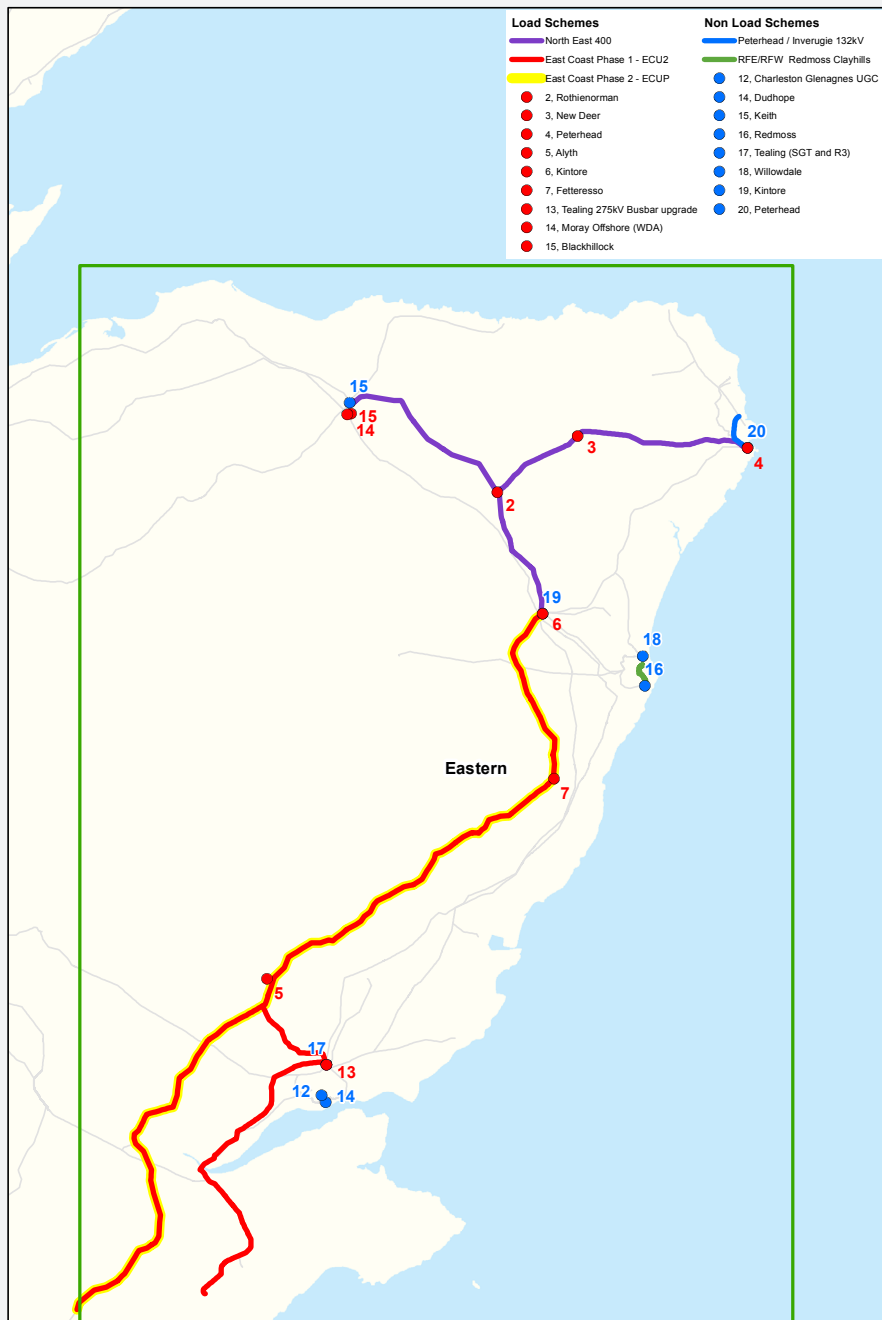 Load Schemes
North East 400
East Coast Phase 1 - ECU2
East Coast Phase 2 - ECUP
2, Rothienorman
3, New Deer
4, Peterhead
5, Alyth
6, Kintore
7, Fetteresso
13, Tealing 275kV Busbar upgrade
14, Moray Offshore (WDA)
15, Blackhillock
Non Load Schemes
Peterhead / Inverugie 132kV
RFE/RFW Redmoss Clayhills
12, Charleston Glenagnes UGC
14, Dudhope
15, Keith
16, Redmoss
17, Tealing (SGT and R3)
18, Willowdale
19, Kintore
20, Peterhead
15
15
14
3
20
4
2
19
6
18
16
Eastern
7
5
17
13
12
14